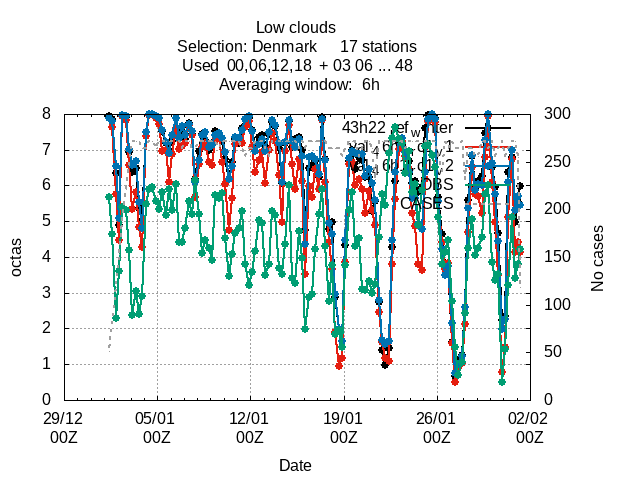 Low clouds
Selection: Denmark 17 stations
Used 00,06,12,18 + 03 06 ... 48
Averaging window: 6h
octas
8
7
6
5
4
3
2
1
0
43h22
OBS
CASES
300
250
200
150
100
50
0
No cases
29/12 05/01 12/01 19/01 26/01 02/02
00Z 00Z 00Z 00Z 00Z 00Z
Date